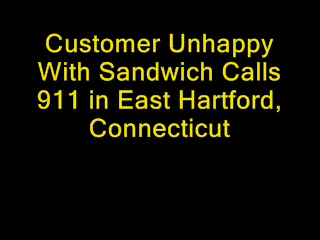 Customer Unhappy
With Sandwich Calls
911 in East Hartford,
Connecticut